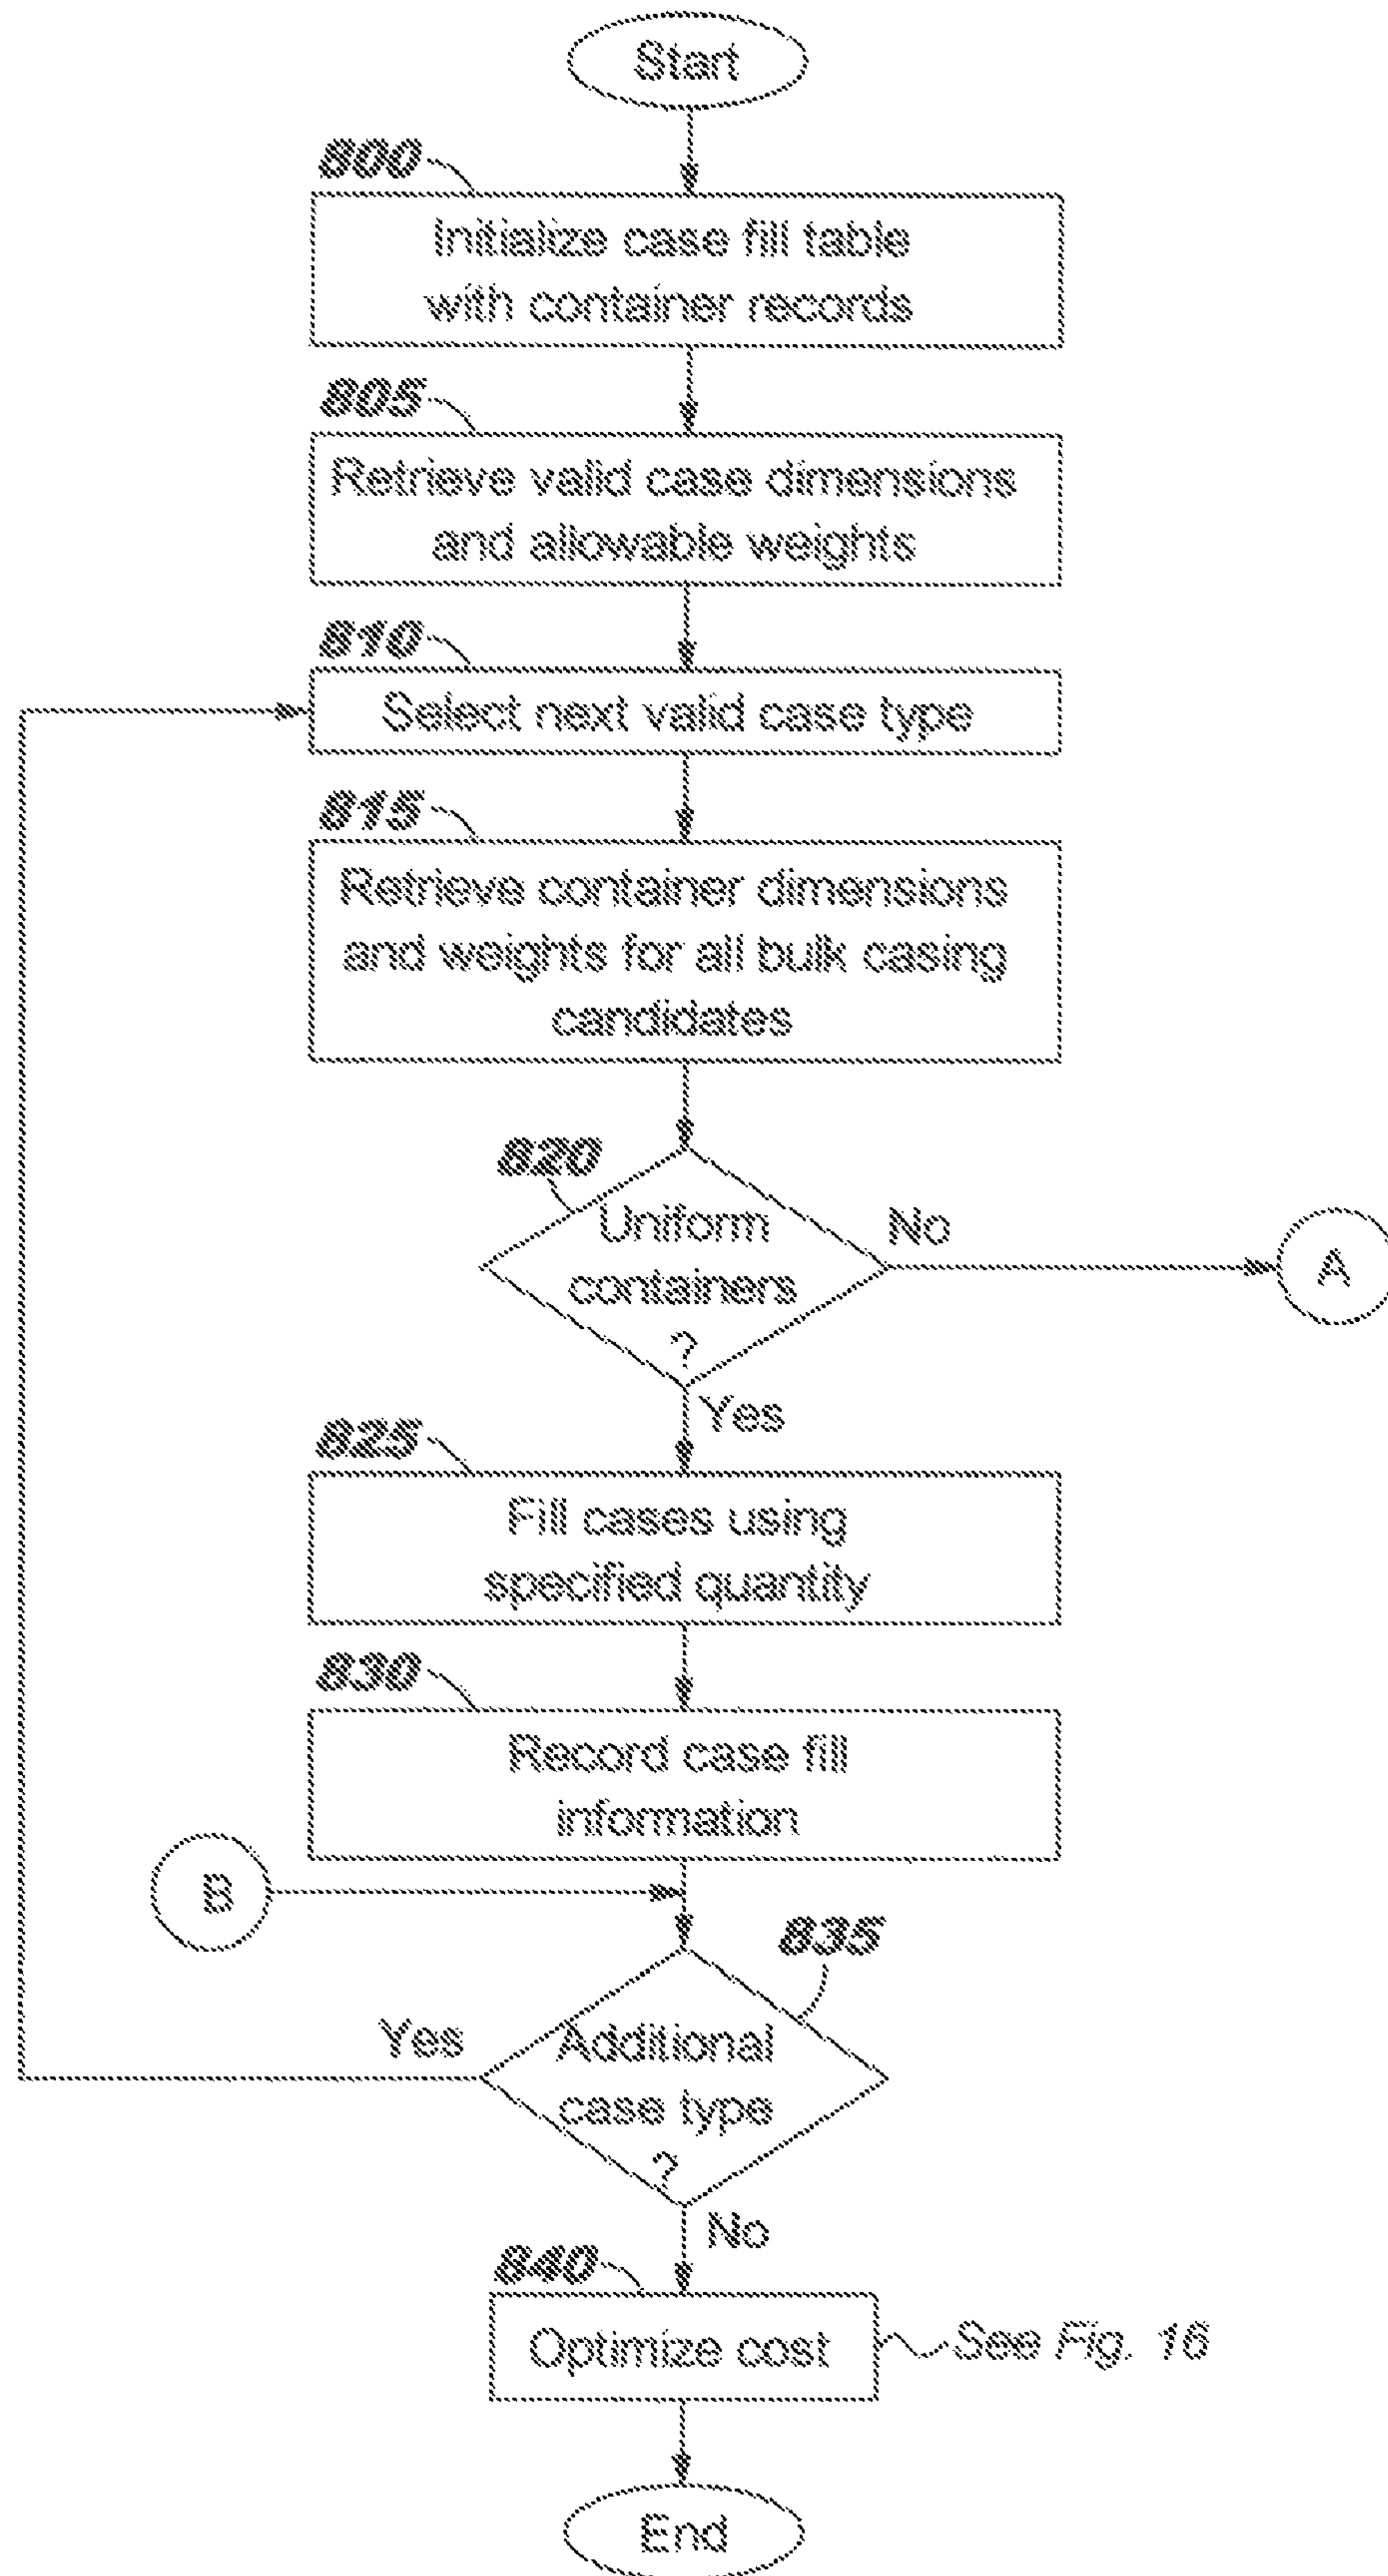 Start
800
Initialize case fill table
with container records
805
Retrieve valid case dimensions
and allowable weights
810
Select next valid case type
815
Retrieve container dimensions
and weights for all bulk casing
candidates
820
Uniform
containers
?
No
A
Yes
825
Fill cases using
specified quantity
830
Record case fill
information
B
835
Yes
Additional
case type
?
No
840
Optimize cost
See Fig. 16
End